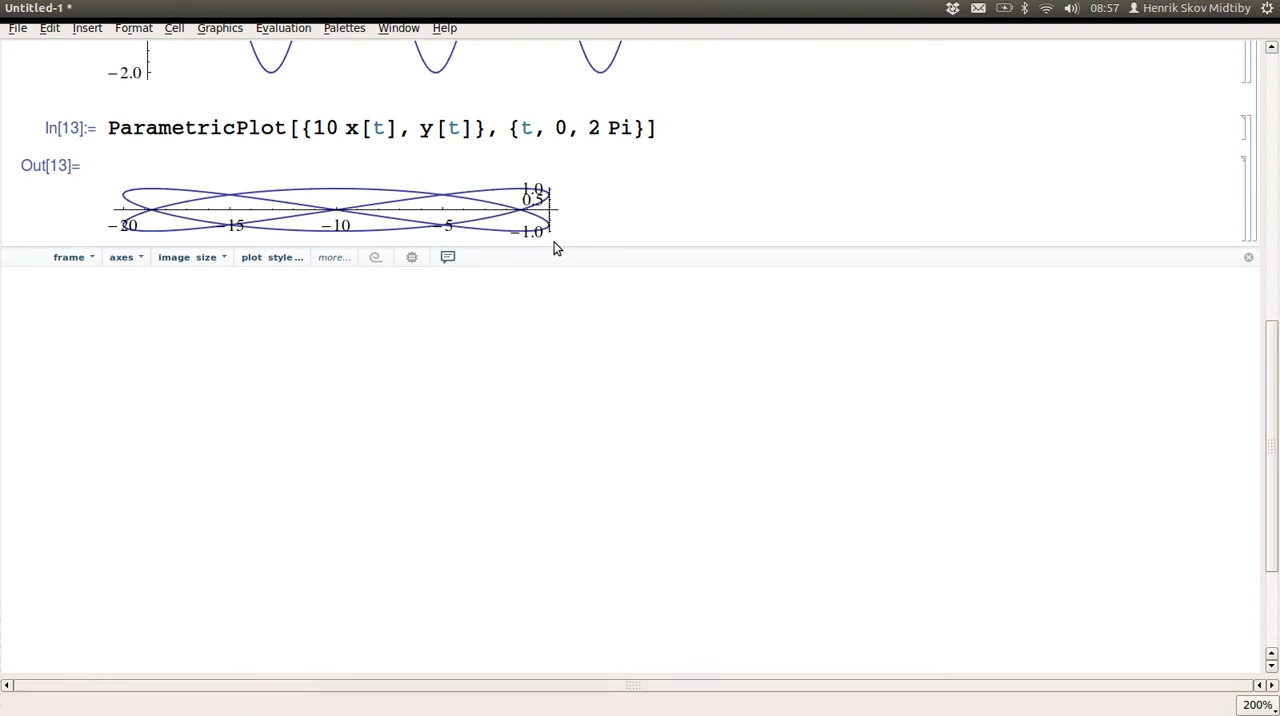 Untitled-1 *
08:57 Henrik Skov Midtiby
File Edit Insert Format Cell Graphics Evaluation Palettes Window Help
−2.0
In[13]:= ParametricPlot[{10 x[t], y[t]}, {t, 0, 2 Pi}]
Out[13]=
1.0
0.5
−20 −15 −10 −5
−1.0
frame axes image size plot style... more...
200%